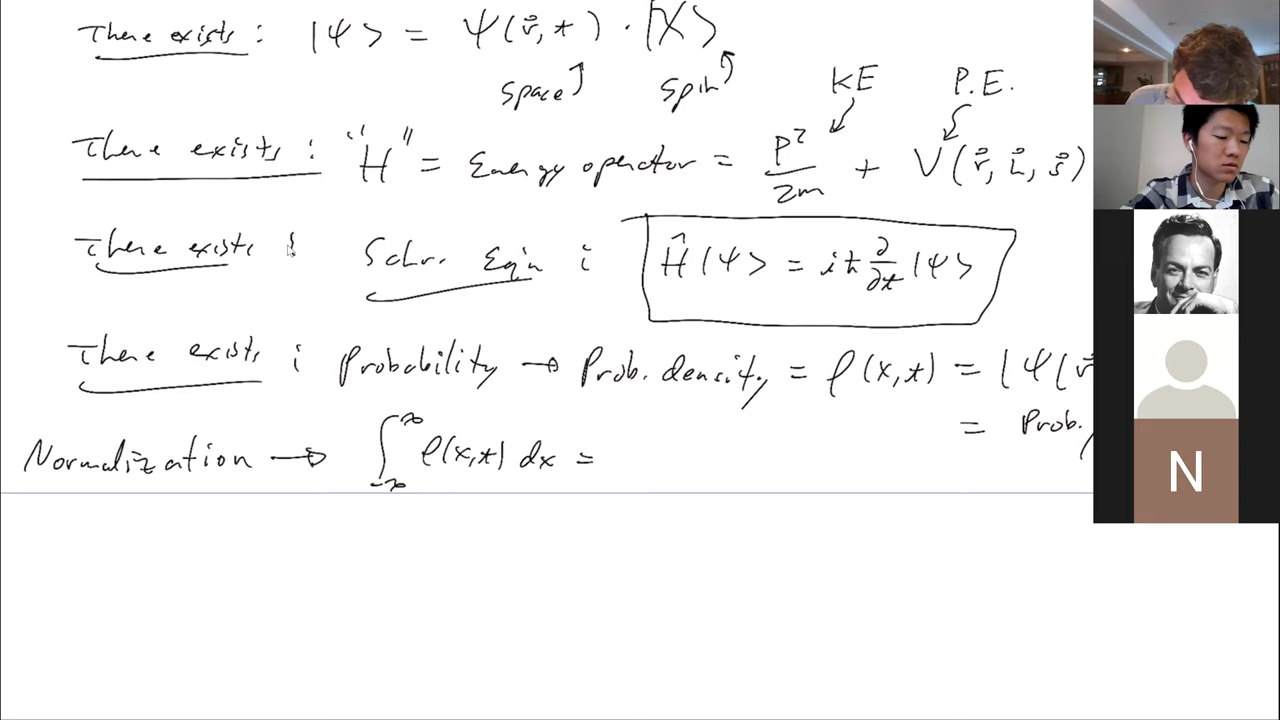 There exists: |Ψ> = Ψ(r⃗, t) · |χ>
space↑ spin↑ KE P.E.
There exists: "H" = Energy operator = p²/2m + V(r⃗, L⃗, s⃗)
There exists: Schr. Eq'n : Ĥ|Ψ> = iħ ∂/∂t |Ψ>
There exists : Probability → Prob. density = ρ(x,t) = |Ψ(r⃗
= Prob./
Normalization → ∫_{-∞}^{∞} ρ(x,t) dx =
N